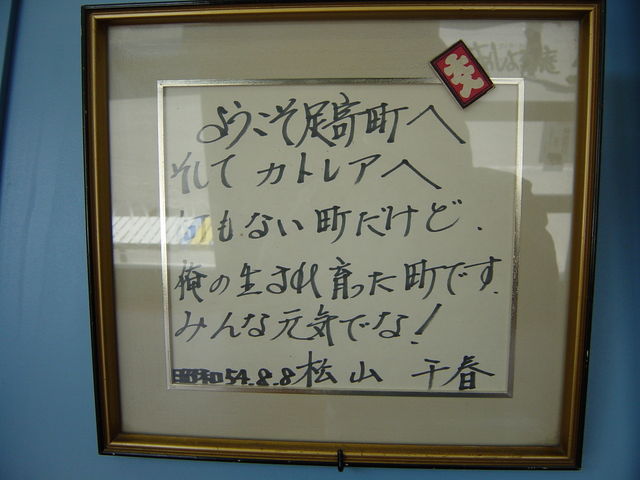 ようこそ足寄町へ
そしてカトレアへ
何もない町だけど.
俺の生まれ育った町です.
みんな元気でな!
昭和54.8.8 松山 千春